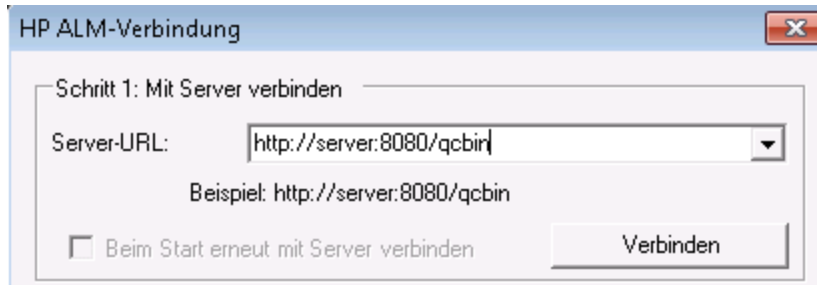 HP ALM-Verbindung
Schritt 1: Mit Server verbinden
Server-URL: http://server:8080/qcbin
Beispiel: http://server:8080/qcbin
Beim Start erneut mit Server verbinden Verbinden